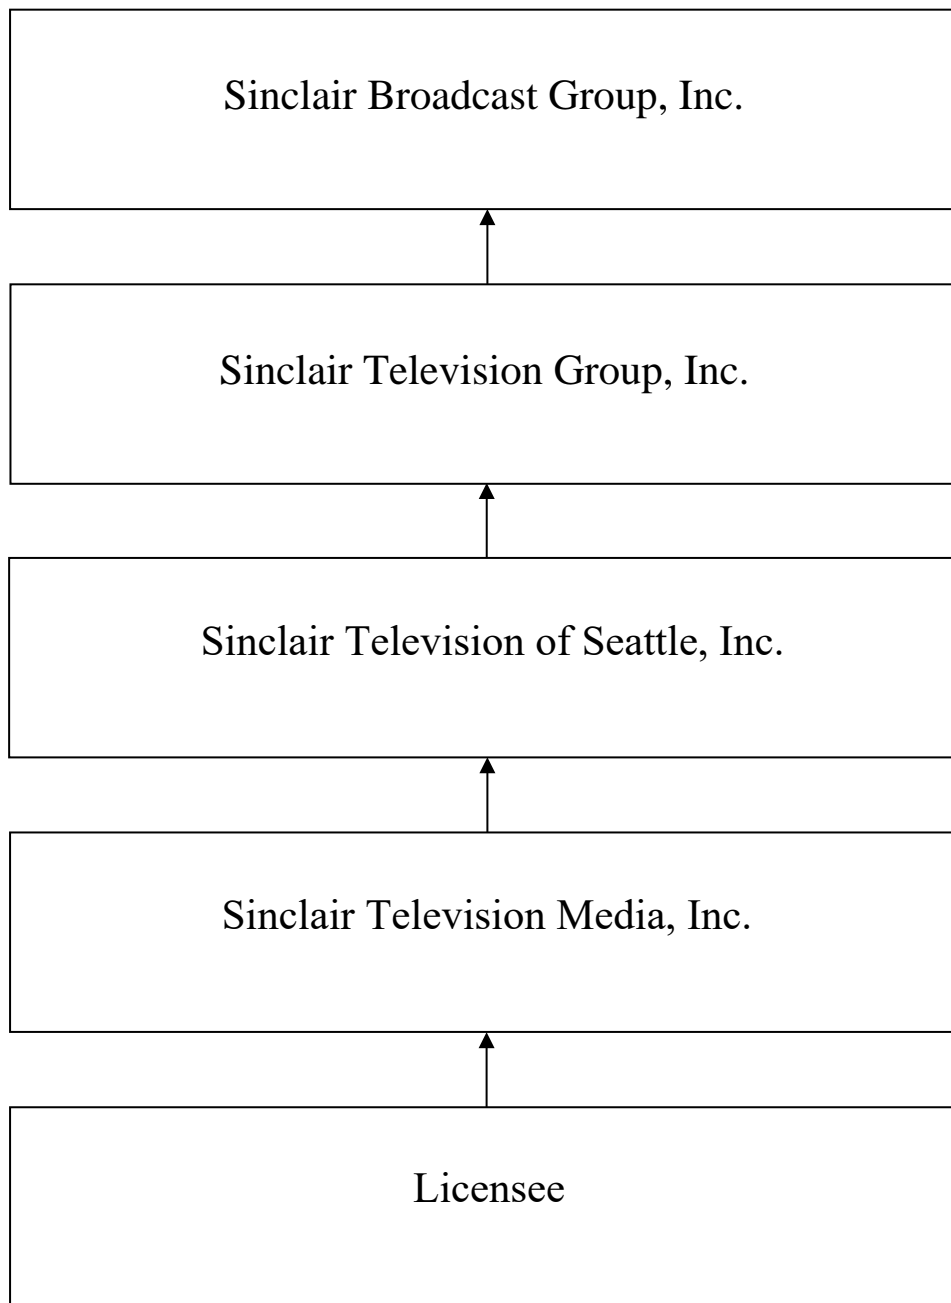 Sinclair Broadcast Group, Inc.
Sinclair Television Group, Inc.
Sinclair Television of Seattle, Inc.
Sinclair Television Media, Inc.
Licensee